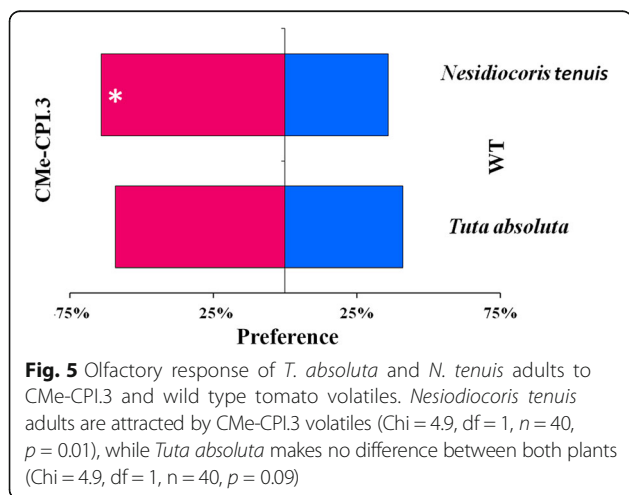 Nesidiocoris tenuis
CMe-CPI.3
*
WT
Tuta absoluta
-75%
25%
25%
75%
Preference
Fig. 5 Olfactory response of T. absoluta and N. tenuis adults to
CMe-CPI.3 and wild type tomato volatiles. Nesiodiocoris tenuis
adults are attracted by CMe-CPI.3 volatiles (Chi = 4.9, df = 1, n = 40,
p = 0.01), while Tuta absoluta makes no difference between both plants
(Chi = 4.9, df = 1, n = 40, p = 0.09)